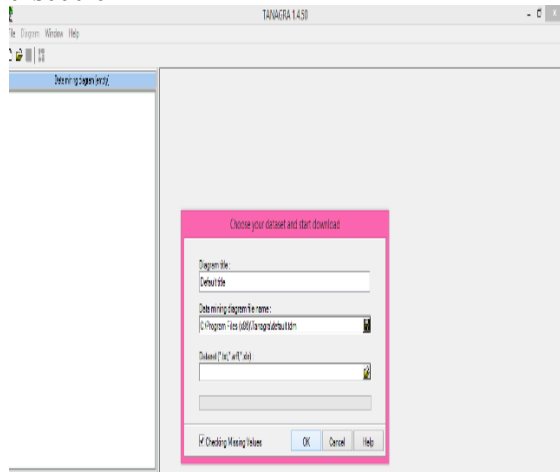 TANAGRA 1.4.50
File Diagram Window Help
Data mining diagram (empty)
Choose your dataset and start download
Diagram title :
Default title
Data mining diagram file name :
C:\Program Files (x86)\Tanagra\default.tdm
Dataset (*.txt,*.arff,*.xls) :
Checking Missing Values
OK Cancel Help